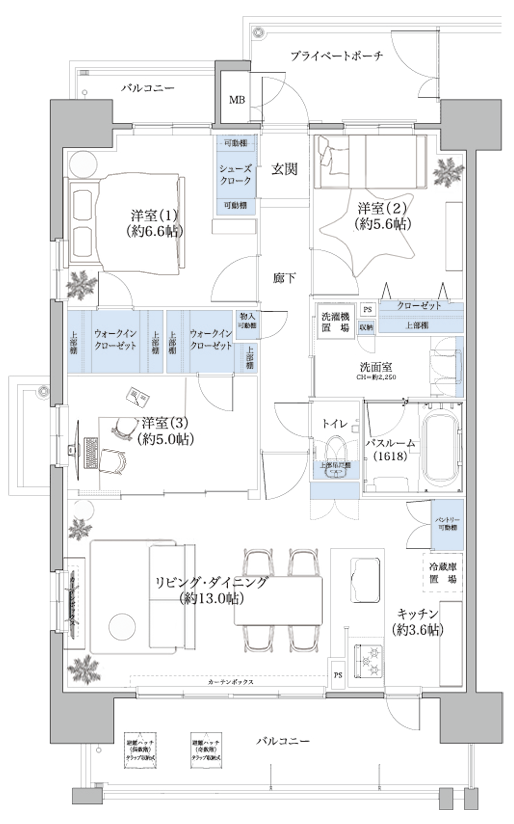 プライベートポーチ
バルコニー
MB
可動棚
シューズ
クローク
可動棚
玄関
洋室(1)
(約6.6帖)
洋室(2)
(約5.6帖)
廊下
物入
可動棚
上部棚
ウォークイン
クローゼット
上部棚
上部棚
ウォークイン
クローゼット
上部棚
洗濯機
置場
PS
収納
クローゼット
上部棚
洗面室
CH=約2,250
洋室(3)
(約5.0帖)
トイレ
上部吊戸棚
<A>
バスルーム
(1618)
パントリー
可動棚
冷蔵庫
置場
リビング・ダイニング
(約13.0帖)
キッチン
(約3.6帖)
カーテンボックス
PS
避難ハッチ
(偶数階)
タラップ収納式
避難ハッチ
(奇数階)
タラップ収納式
バルコニー